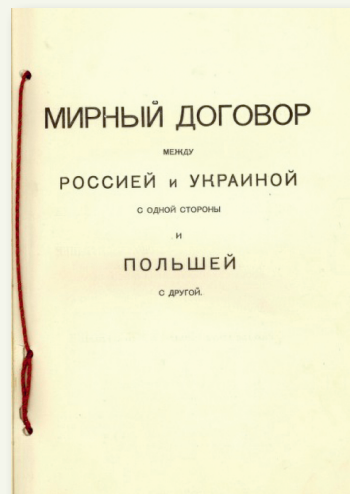 МИРНЫЙ ДОГОВОР
МЕЖДУ
РОССИЕЙ и УКРАИНОЙ
С ОДНОЙ СТОРОНЫ
И
ПОЛЬШЕЙ
С ДРУГОЙ.